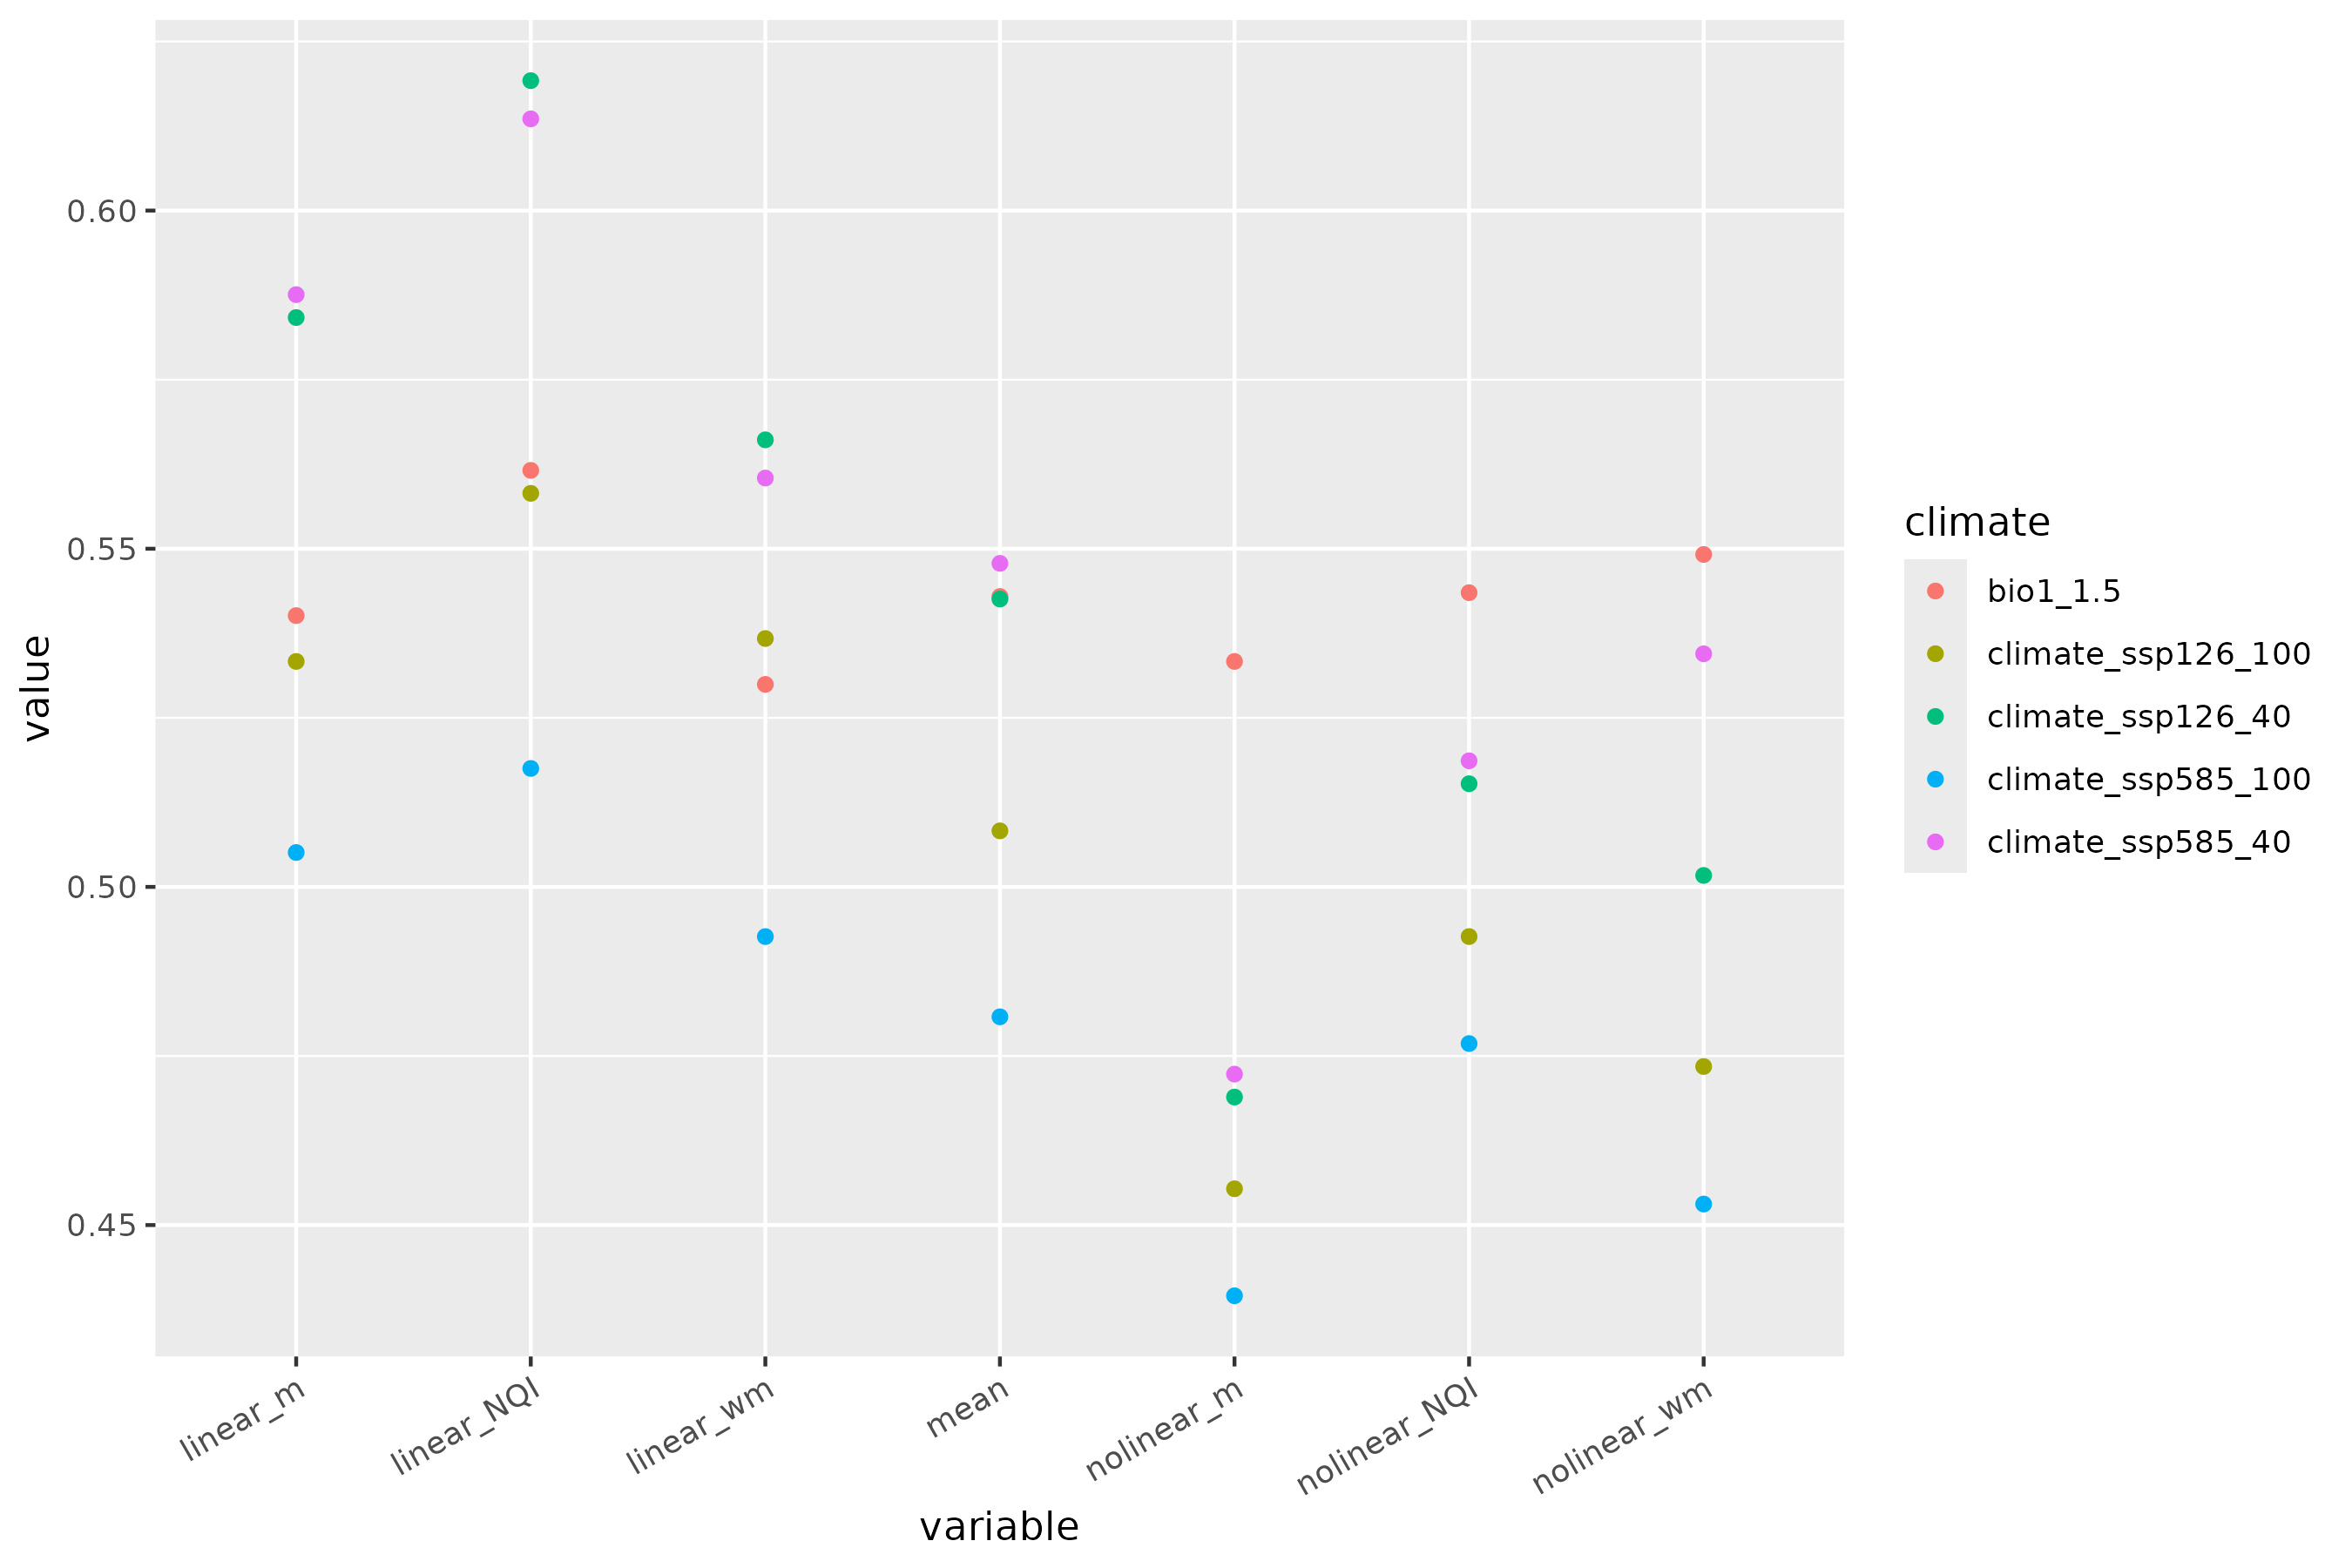 value
0.60
0.55
0.50
0.45
linear_m
linear_NQI
linear_wm
mean
nolinear_m
nolinear_NQI
nolinear_wm
variable
climate
bio1_1.5
climate_ssp126_100
climate_ssp126_40
climate_ssp585_100
climate_ssp585_40